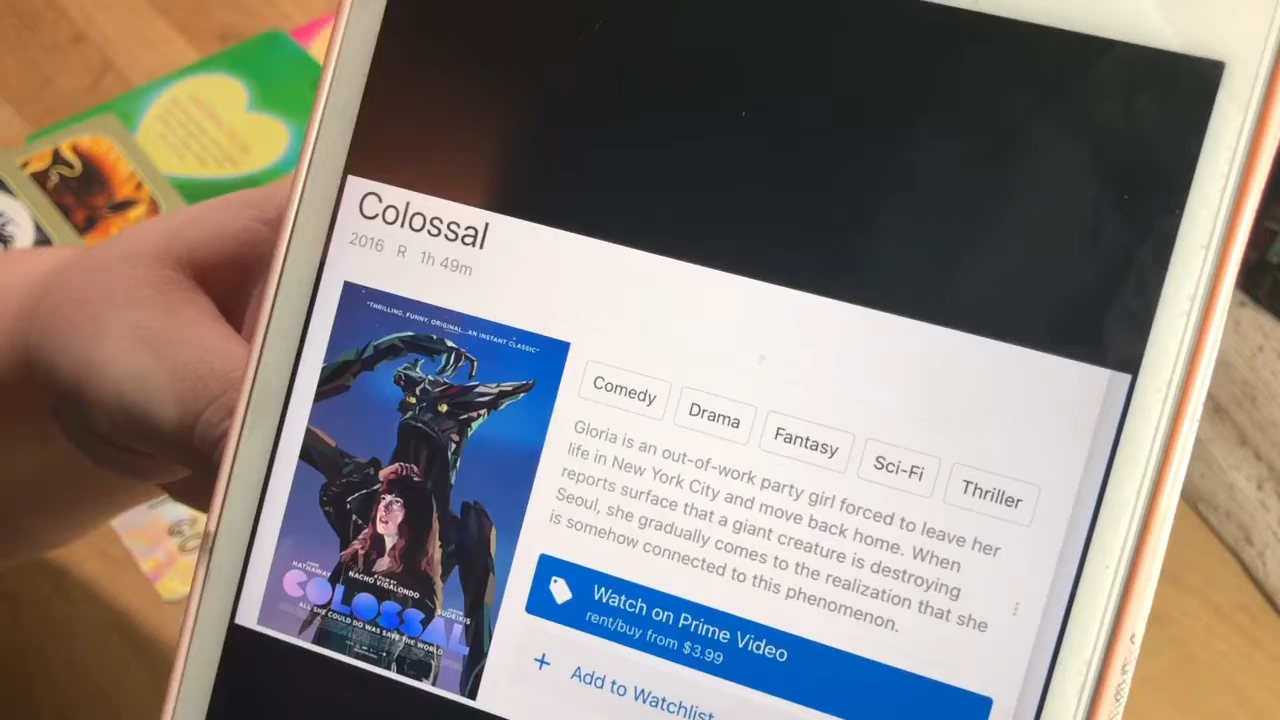 Colossal
2016 R 1h 49m
"THRILLING, FUNNY, ORIGINAL...AN INSTANT CLASSIC"
HATHAWAY
NACHO VIGALONDO
SUDEIKIS
COLOSSAL
ALL SHE COULD DO WAS SAVE THE WORLD
Comedy
Drama
Fantasy
Sci-Fi
Thriller
Gloria is an out-of-work party girl forced to leave her
life in New York City and move back home. When
reports surface that a giant creature is destroying
Seoul, she gradually comes to the realization that she
is somehow connected to this phenomenon.
Watch on Prime Video
rent/buy from $3.99
+ Add to Watchlist